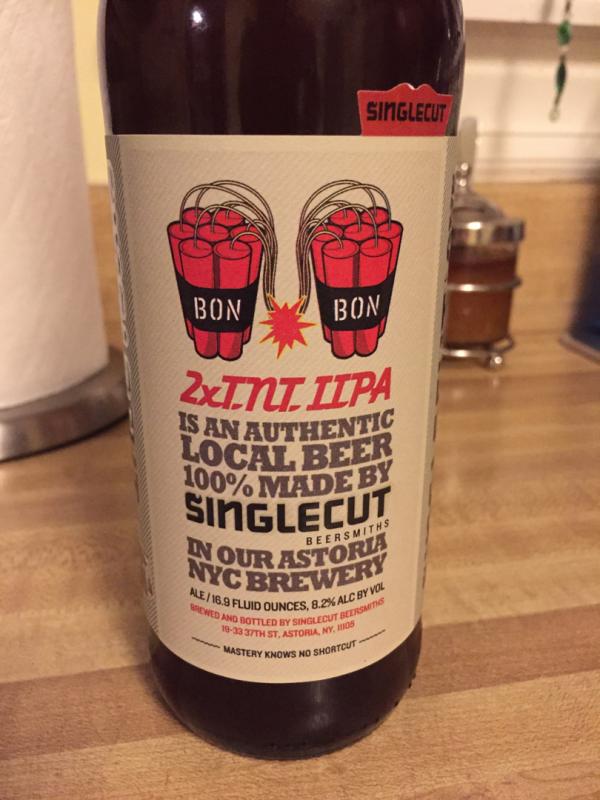 SINGLECUT
BON BON
2xT.N.T. IIPA
IS AN AUTHENTIC
LOCAL BEER
100% MADE BY
SINGLECUT
BEERSMITHS
IN OUR ASTORIA
NYC BREWERY
ALE / 16.9 FLUID OUNCES, 8.2% ALC BY VOL
BREWED AND BOTTLED BY SINGLECUT BEERSMITHS
19-33 37TH ST, ASTORIA, NY. 11105
MASTERY KNOWS NO SHORTCUT